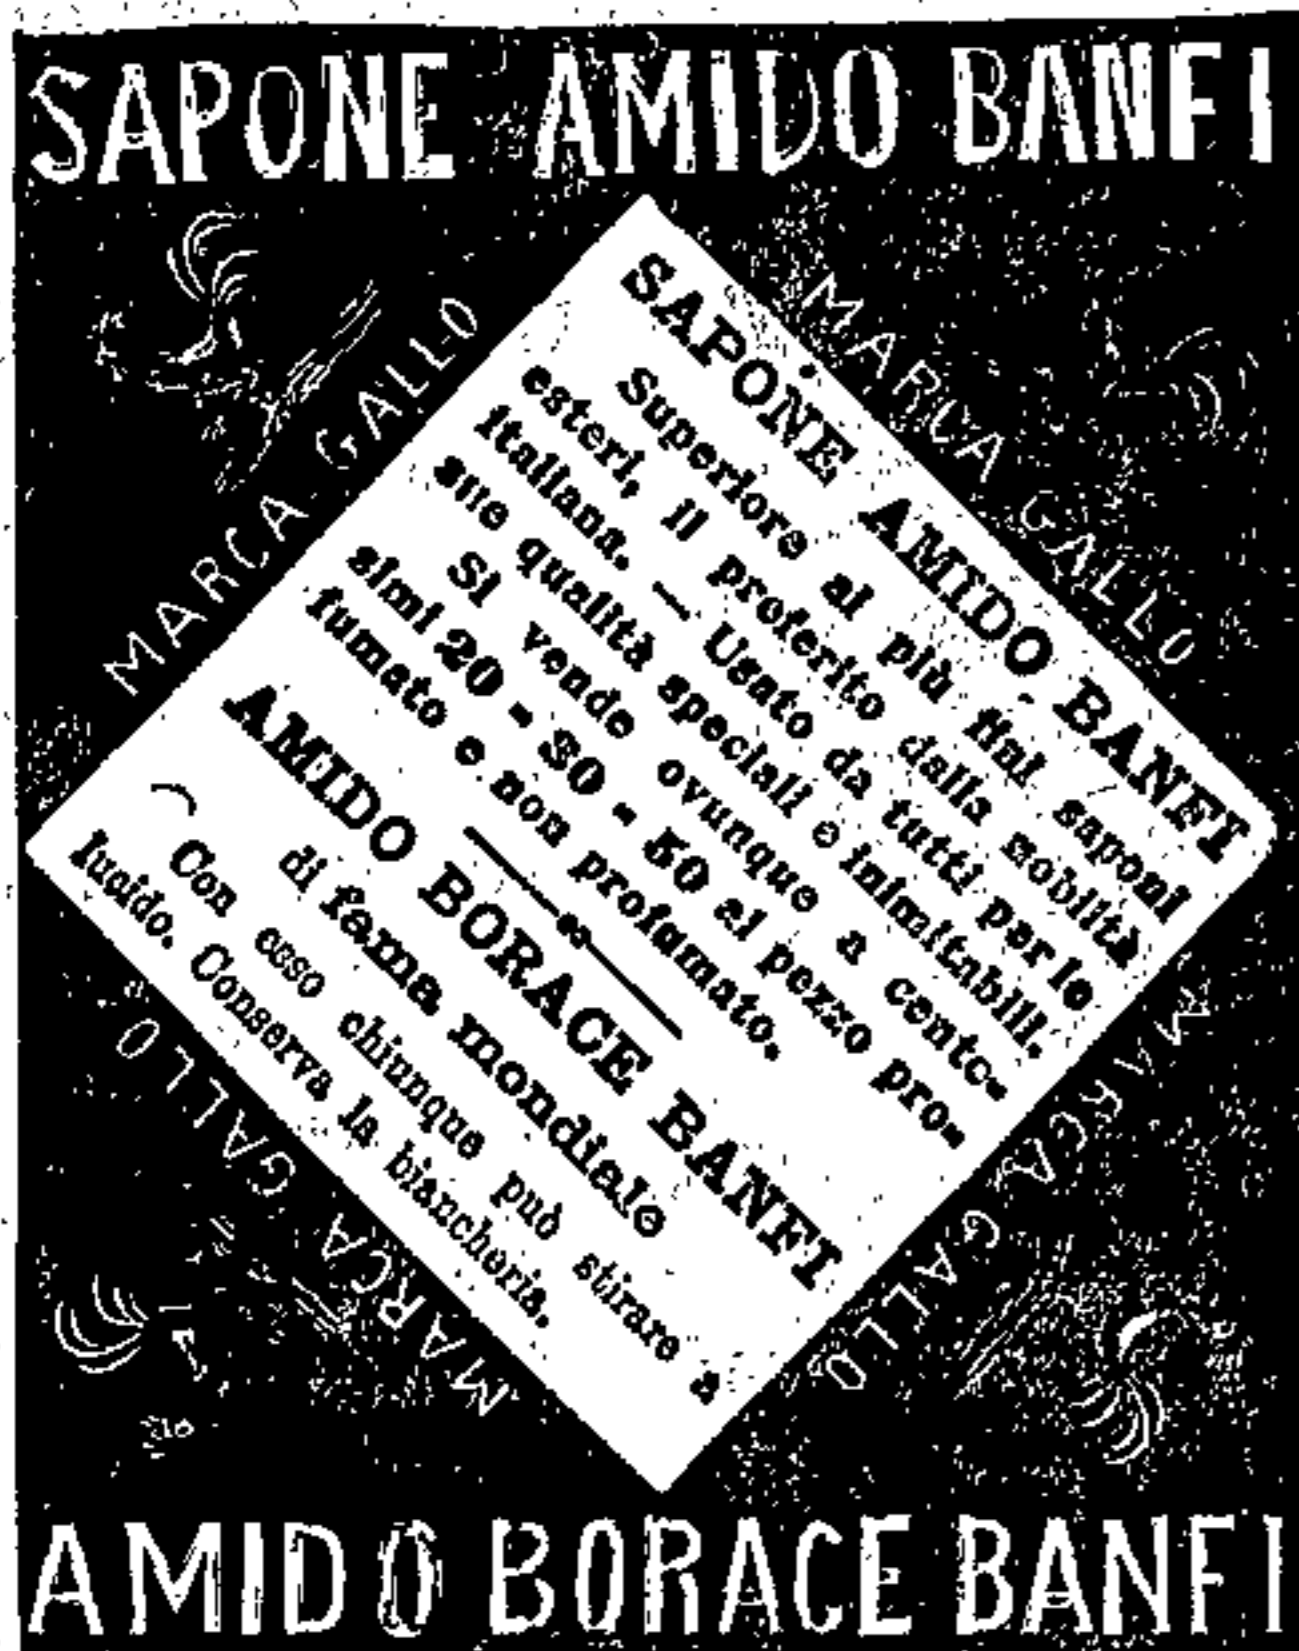 SAPONE AMIDO BANFI
MARCA GALLO
MARCA GALLO
SAPONE AMIDO BANFI
Superiore ai più fini saponi
esteri, il preferito dalla nobiltà
italiana. — Usato da tutti per le
sue qualità speciali e inimitabili.
Si vende ovunque a cente-
simi 20 - 30 - 50 al pezzo pro-
fumato e non profumato.
AMIDO BORACE BANFI
di fama mondiale
Con esso chiunque può stirare a
lucido. Conserva la biancheria.
MARCA GALLO
MARCA GALLO
AMIDO BORACE BANFI